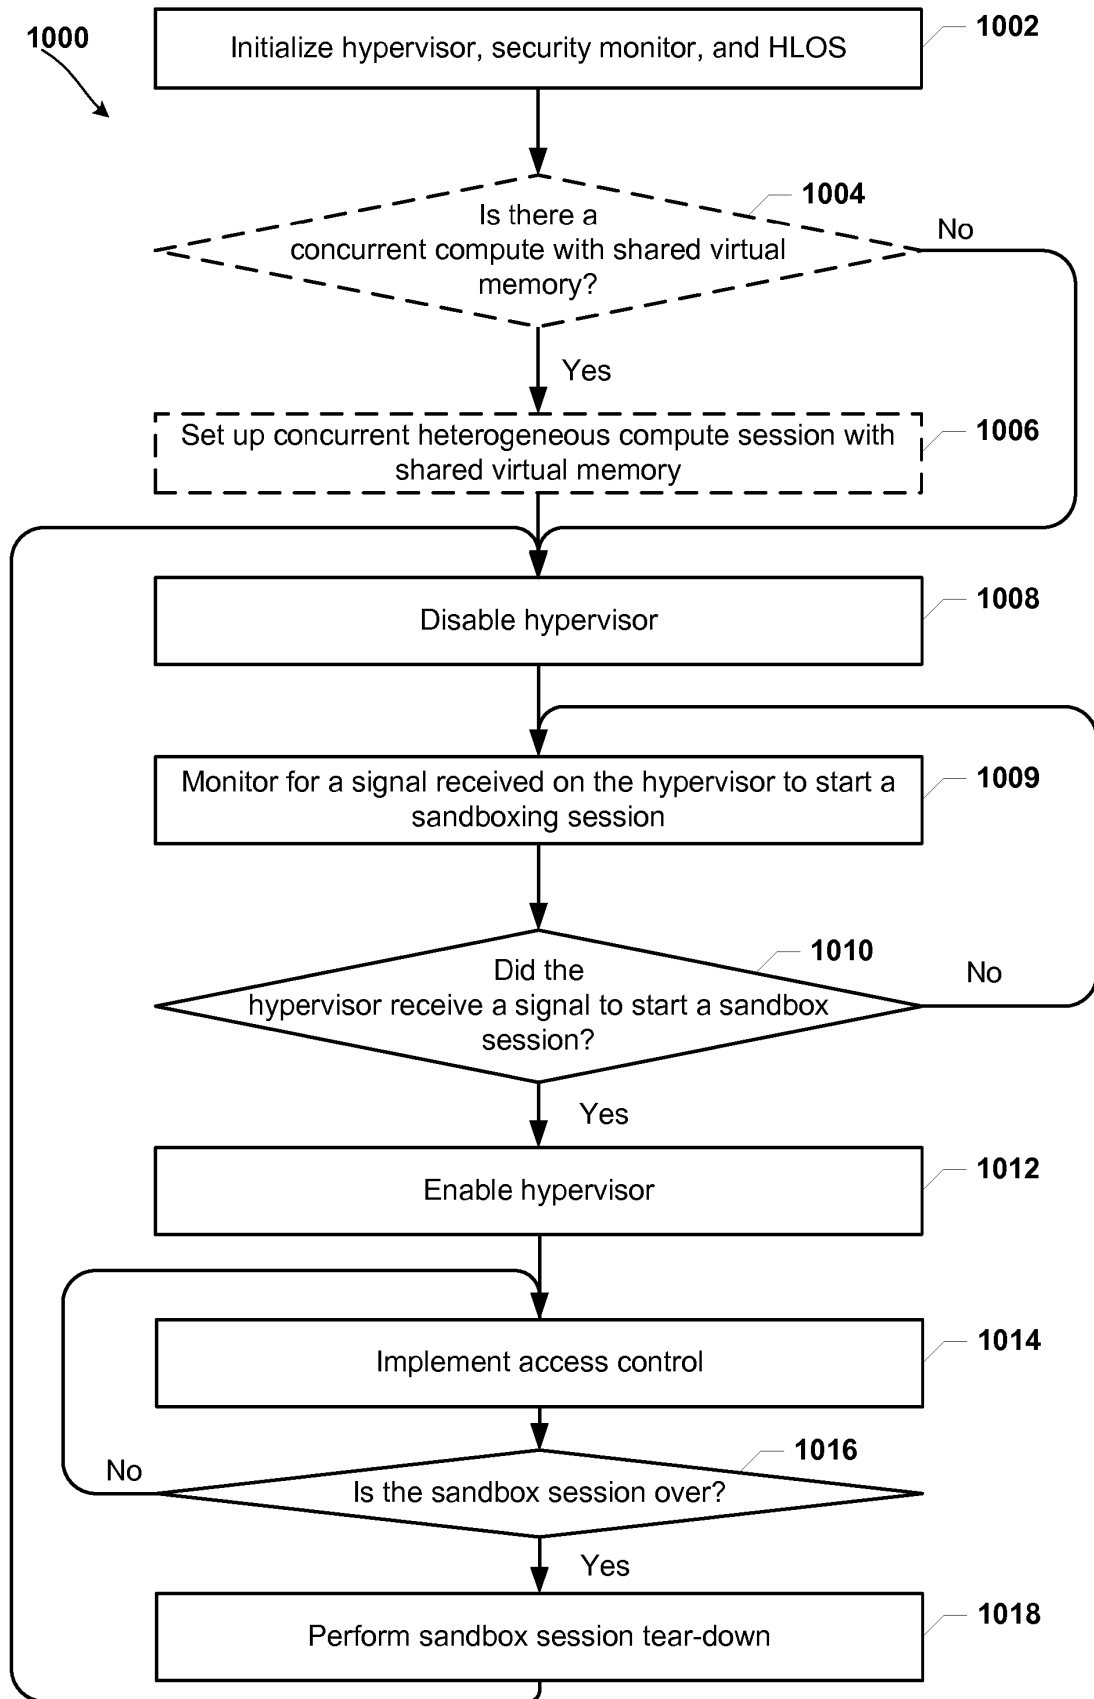 1000
Initialize hypervisor, security monitor, and HLOS
1002
1004
Is there a
concurrent compute with shared virtual
memory?
No
Yes
Set up concurrent heterogeneous compute session with
shared virtual memory
1006
Disable hypervisor
1008
Monitor for a signal received on the hypervisor to start a
sandboxing session
1009
1010
Did the
hypervisor receive a signal to start a sandbox
session?
No
Yes
Enable hypervisor
1012
Implement access control
1014
1016
Is the sandbox session over?
No
Yes
Perform sandbox session tear-down
1018